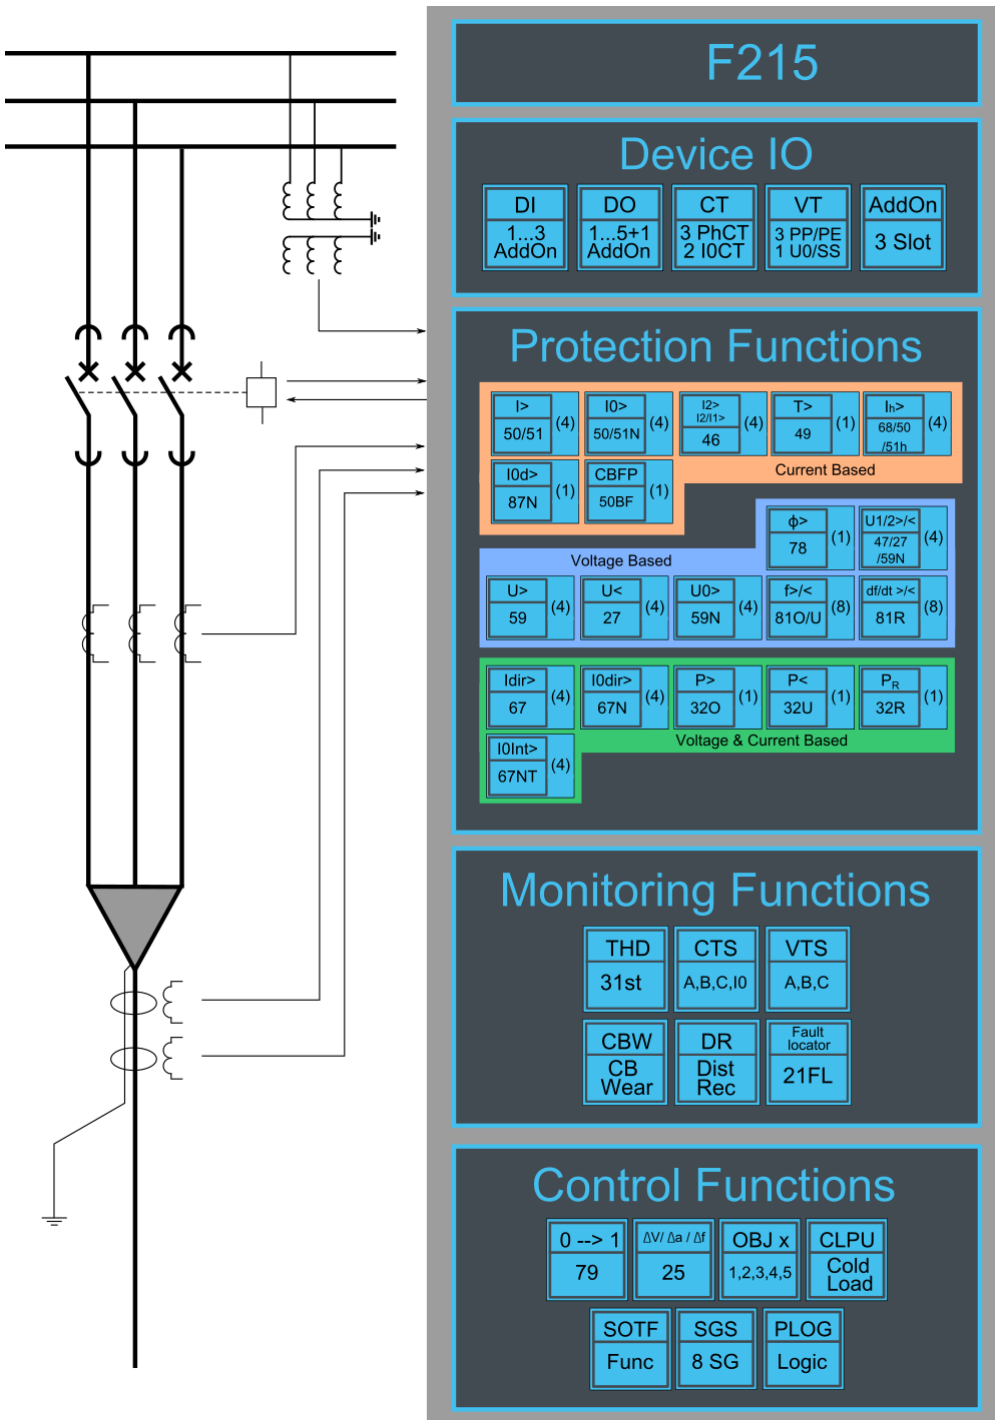 F215
Device IO
DI
1...3
AddOn
DO
1...5+1
AddOn
CT
3 PhCT
2 I0CT
VT
3 PP/PE
1 U0/SS
AddOn
3 Slot
Protection Functions
I>
50/51
(4)
I0>
50/51N
(4)
I2>
I2/I1>
46
(4)
T>
49
(1)
Ih>
68/50
/51h
(4)
I0d>
87N
(1)
CBFP
50BF
(1)
Current Based
ϕ>
78
(1)
U1/2>/<
47/27
/59N
(4)
Voltage Based
U>
59
(4)
U<
27
(4)
U0>
59N
(4)
f>/<
81O/U
(8)
df/dt >/<
81R
(8)
Idir>
67
(4)
I0dir>
67N
(4)
P>
32O
(1)
P<
32U
(1)
PR
32R
(1)
Voltage & Current Based
I0Int>
67NT
(4)
Monitoring Functions
THD
31st
CTS
A,B,C,I0
VTS
A,B,C
CBW
CB
Wear
DR
Dist
Rec
Fault
locator
21FL
Control Functions
0 --> 1
79
ΔV/ Δa / Δf
25
OBJ x
1,2,3,4,5
CLPU
Cold
Load
SOTF
Func
SGS
8 SG
PLOG
Logic